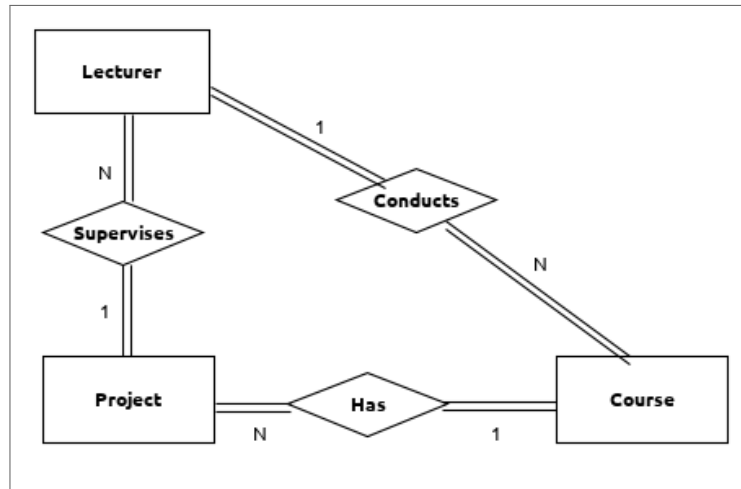 Lecturer
1
N
Conducts
Supervises
N
1
Project
Has
Course
N
1